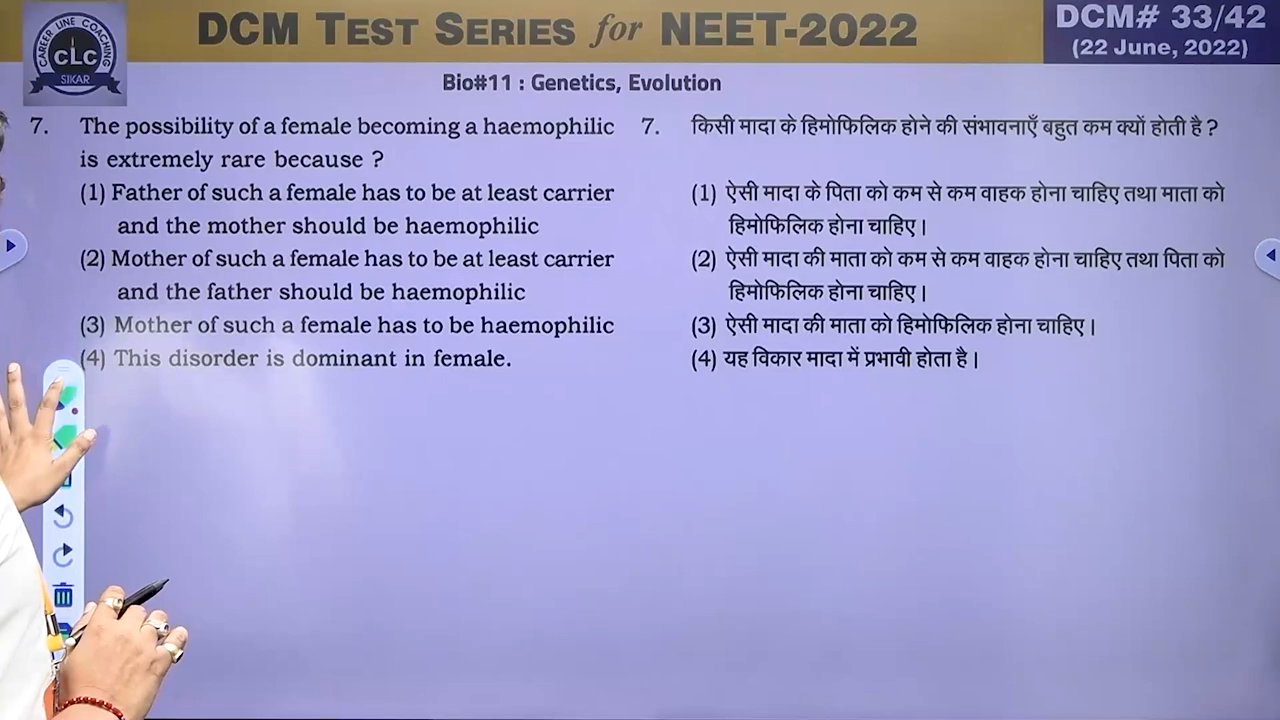 CAREER LINE COACHING
CLC
SIKAR
DCM TEST SERIES for NEET-2022
DCM# 33/42
(22 June, 2022)
Bio#11 : Genetics, Evolution
7. The possibility of a female becoming a haemophilic
is extremely rare because ?
(1) Father of such a female has to be at least carrier
and the mother should be haemophilic
(2) Mother of such a female has to be at least carrier
and the father should be haemophilic
(3) Mother of such a female has to be haemophilic
(4) This disorder is dominant in female.
7. किसी मादा के हिमोफिलिक होने की संभावनाएँ बहुत कम क्यों होती है ?
(1) ऐसी मादा के पिता को कम से कम वाहक होना चाहिए तथा माता को
हिमोफिलिक होना चाहिए।
(2) ऐसी मादा की माता को कम से कम वाहक होना चाहिए तथा पिता को
हिमोफिलिक होना चाहिए।
(3) ऐसी मादा की माता को हिमोफिलिक होना चाहिए।
(4) यह विकार मादा में प्रभावी होता है।